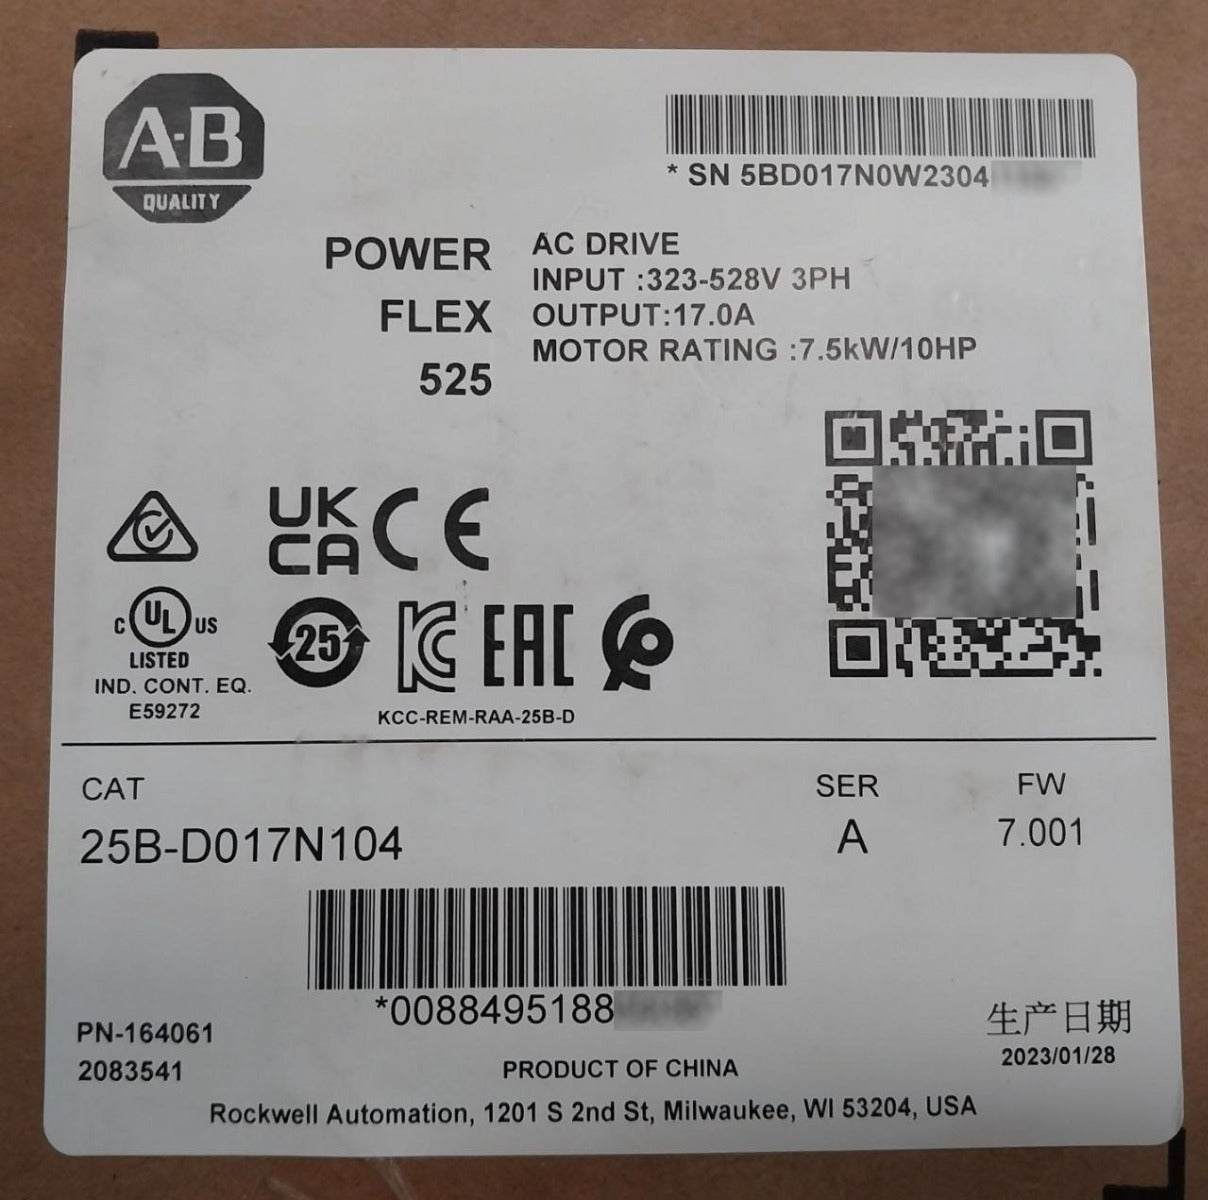 A-B
QUALITY
* SN 5BD017N0W2304
POWER
FLEX
525
AC DRIVE
INPUT :323-528V 3PH
OUTPUT:17.0A
MOTOR RATING :7.5kW/10HP
UK
CA
CE
C UL US
LISTED
IND. CONT. EQ.
E59272
25
KC
EAC
KCC-REM-RAA-25B-D
CAT
25B-D017N104
SER
A
FW
7.001
*0088495188
PN-164061
2083541
生产日期
2023/01/28
PRODUCT OF CHINA
Rockwell Automation, 1201 S 2nd St, Milwaukee, WI 53204, USA